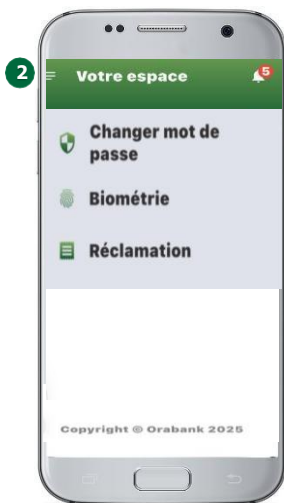 2
Votre espace
5
Changer mot de
passe
Biométrie
Réclamation
Copyright © Orabank 2025